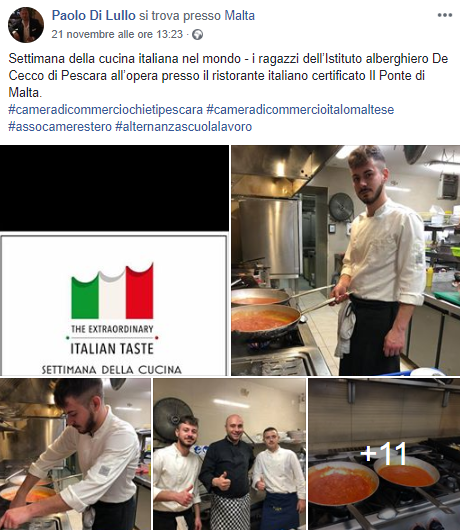 Paolo Di Lullo si trova presso Malta
21 novembre alle ore 13:23 ·
Settimana della cucina italiana nel mondo - i ragazzi dell'Istituto alberghiero De
Cecco di Pescara all'opera presso il ristorante italiano certificato Il Ponte di
Malta.
#cameradicommerciochietipescara #cameradicommercioitalomaltese
#assocamerestero #alternanzascuolalavoro
THE EXTRAORDINARY
ITALIAN TASTE
SETTIMANA DELLA CUCINA
+11